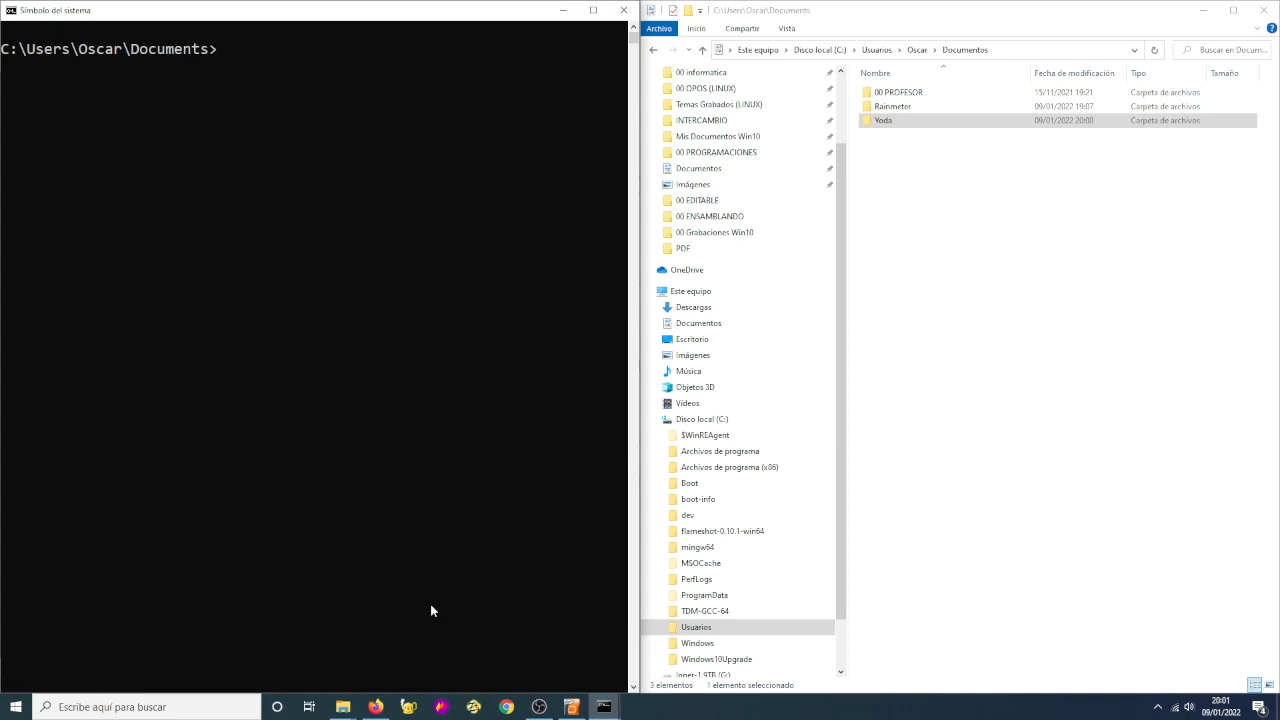 Símbolo del sistema
C:\Users\Oscar\Documents>
C:\Users\Oscar\Documents
Archivo Inicio Compartir Vista
Este equipo Disco local (C:) Usuarios Oscar Documentos
Buscar en Docum...
00 informatica
00 OPOS (LINUX)
Temas Grabados (LINUX)
INTERCAMBIO
Mis Documentos Win10
00 PROGRAMACIONES
Documentos
Imágenes
00 EDITABLE
00 ENSAMBLANDO
00 Grabaciones Win10
PDF
OneDrive
Este equipo
Descargas
Documentos
Escritorio
Imágenes
Música
Objetos 3D
Vídeos
Disco local (C:)
$WinREAgent
Archivos de programa
Archivos de programa (x86)
Boot
boot-info
dev
flameshot-0.10.1-win64
mingw64
MSOCache
PerfLogs
ProgramData
TDM-GCC-64
Usuarios
Windows
Windows10Upgrade
Inner-1.9TB (G:)
Nombre Fecha de modificación Tipo Tamaño
00 PROFESOR 15/11/2021 19:21 Carpeta de archivos
Rainmeter 09/01/2022 19:07 Carpeta de archivos
Yoda 09/01/2022 20:00 Carpeta de archivos
3 elementos 1 elemento seleccionado
Escribe aquí para buscar
20:01
09/01/2022